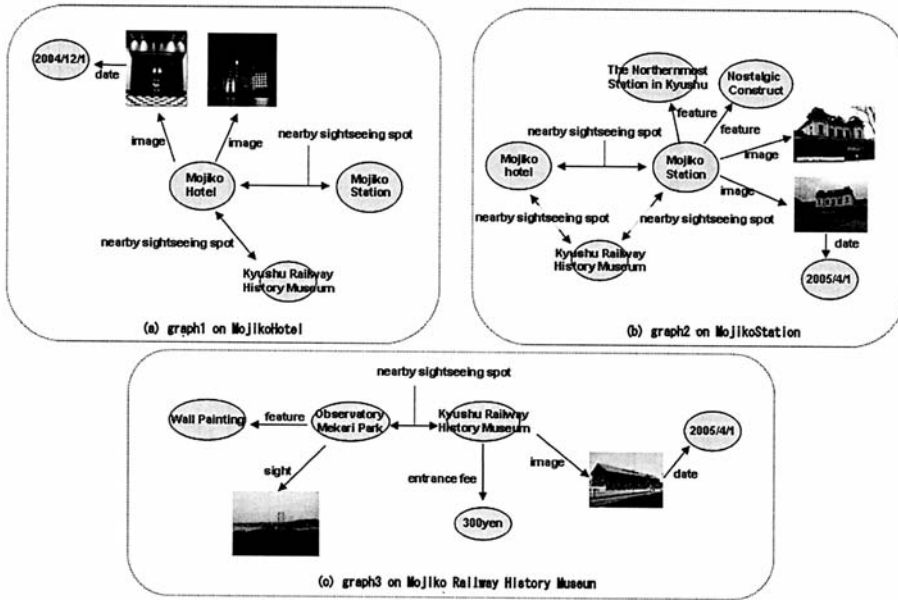 2004/12/1
date
image
image
nearby sightseeing spot
Mojiko
Hotel
Mojiko
Station
nearby sightseeing spot
Kyushu Railway
History Museum
(a) graph1 on MojikoHotel
The Northernmost
Station in Kyushu
Nostalgic
Construct
feature
feature
nearby sightseeing spot
Mojiko
hotel
Mojiko
Station
image
image
nearby sightseeing spot
nearby sightseeing spot
Kyushu Railway
History Museum
date
2005/4/1
(b) graph2 on MojikoStation
nearby sightseeing spot
Wall Painting
feature
Observatory
Mekari Park
Kyushu Railway
History Museum
2005/4/1
sight
entrance fee
image
date
300yen
(c) graph3 on Mojiko Railway History Museum